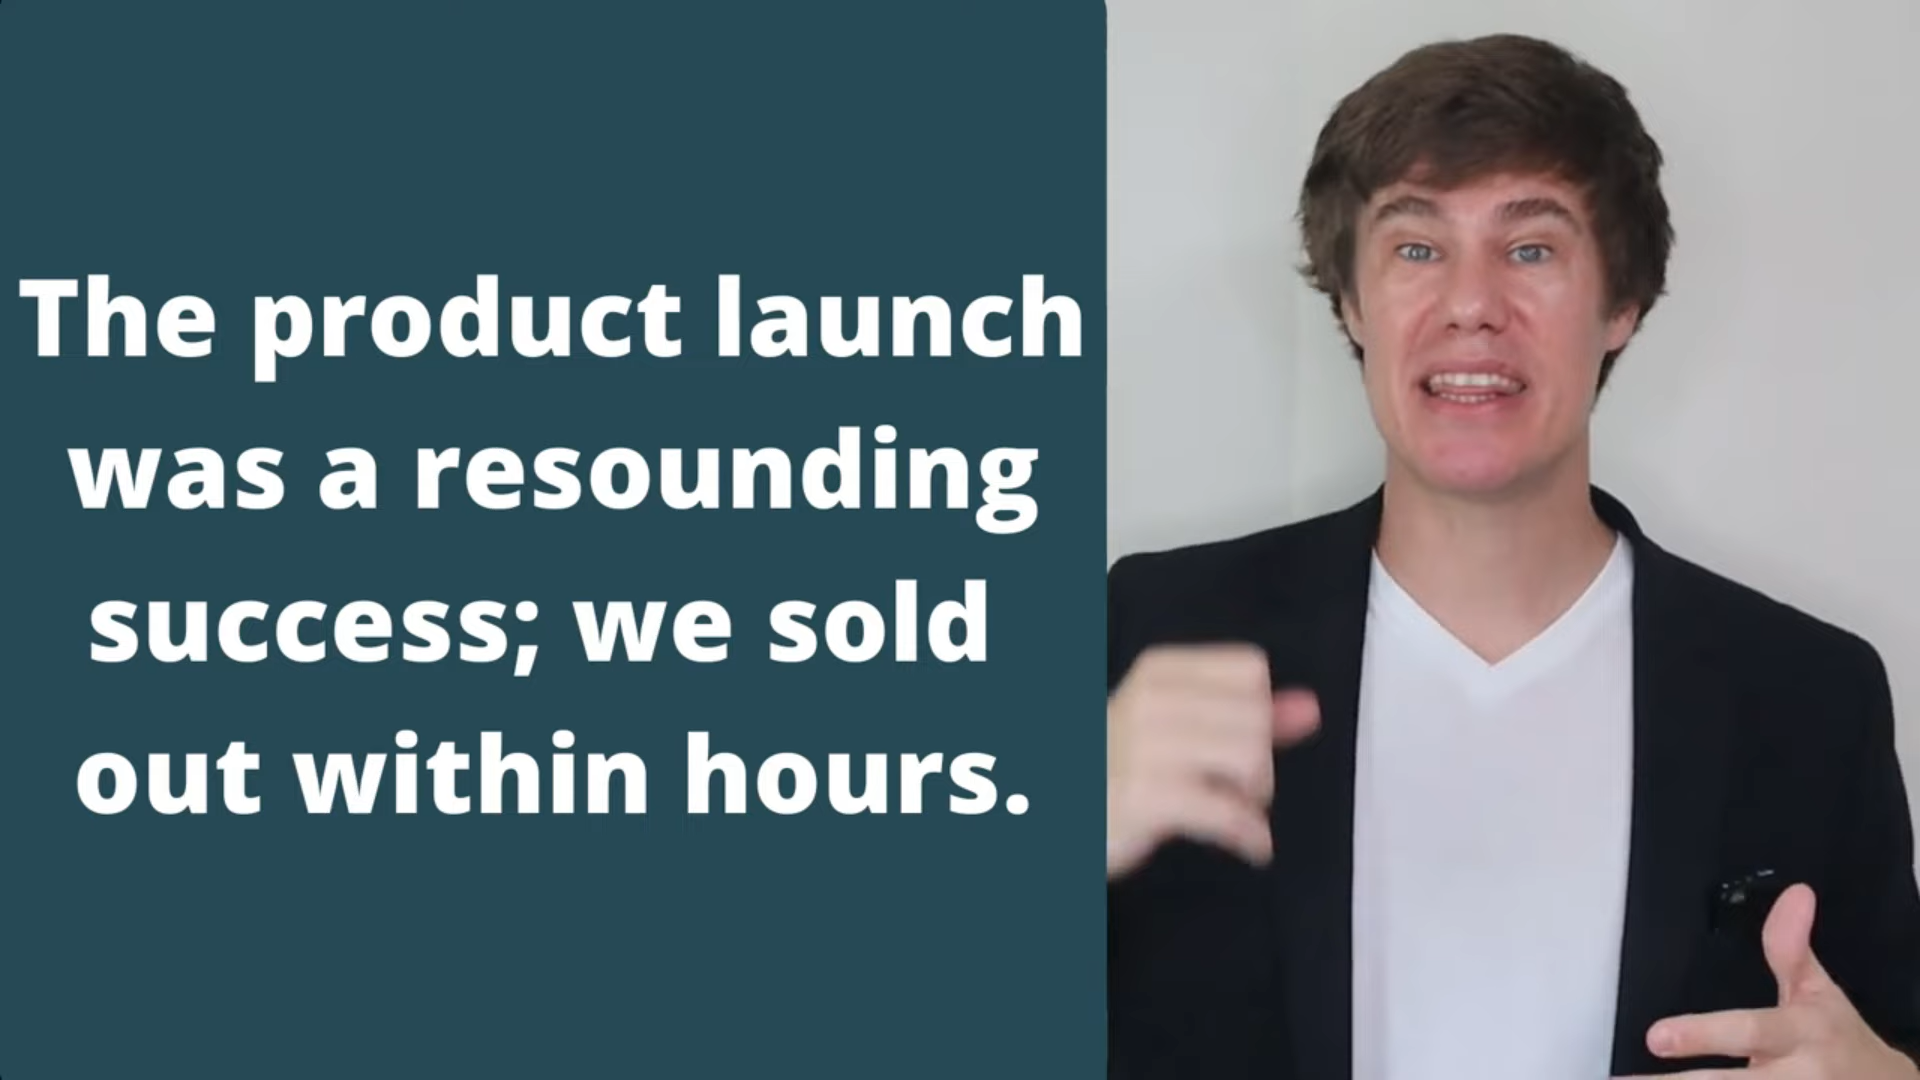 The product launch
was a resounding
success; we sold
out within hours.